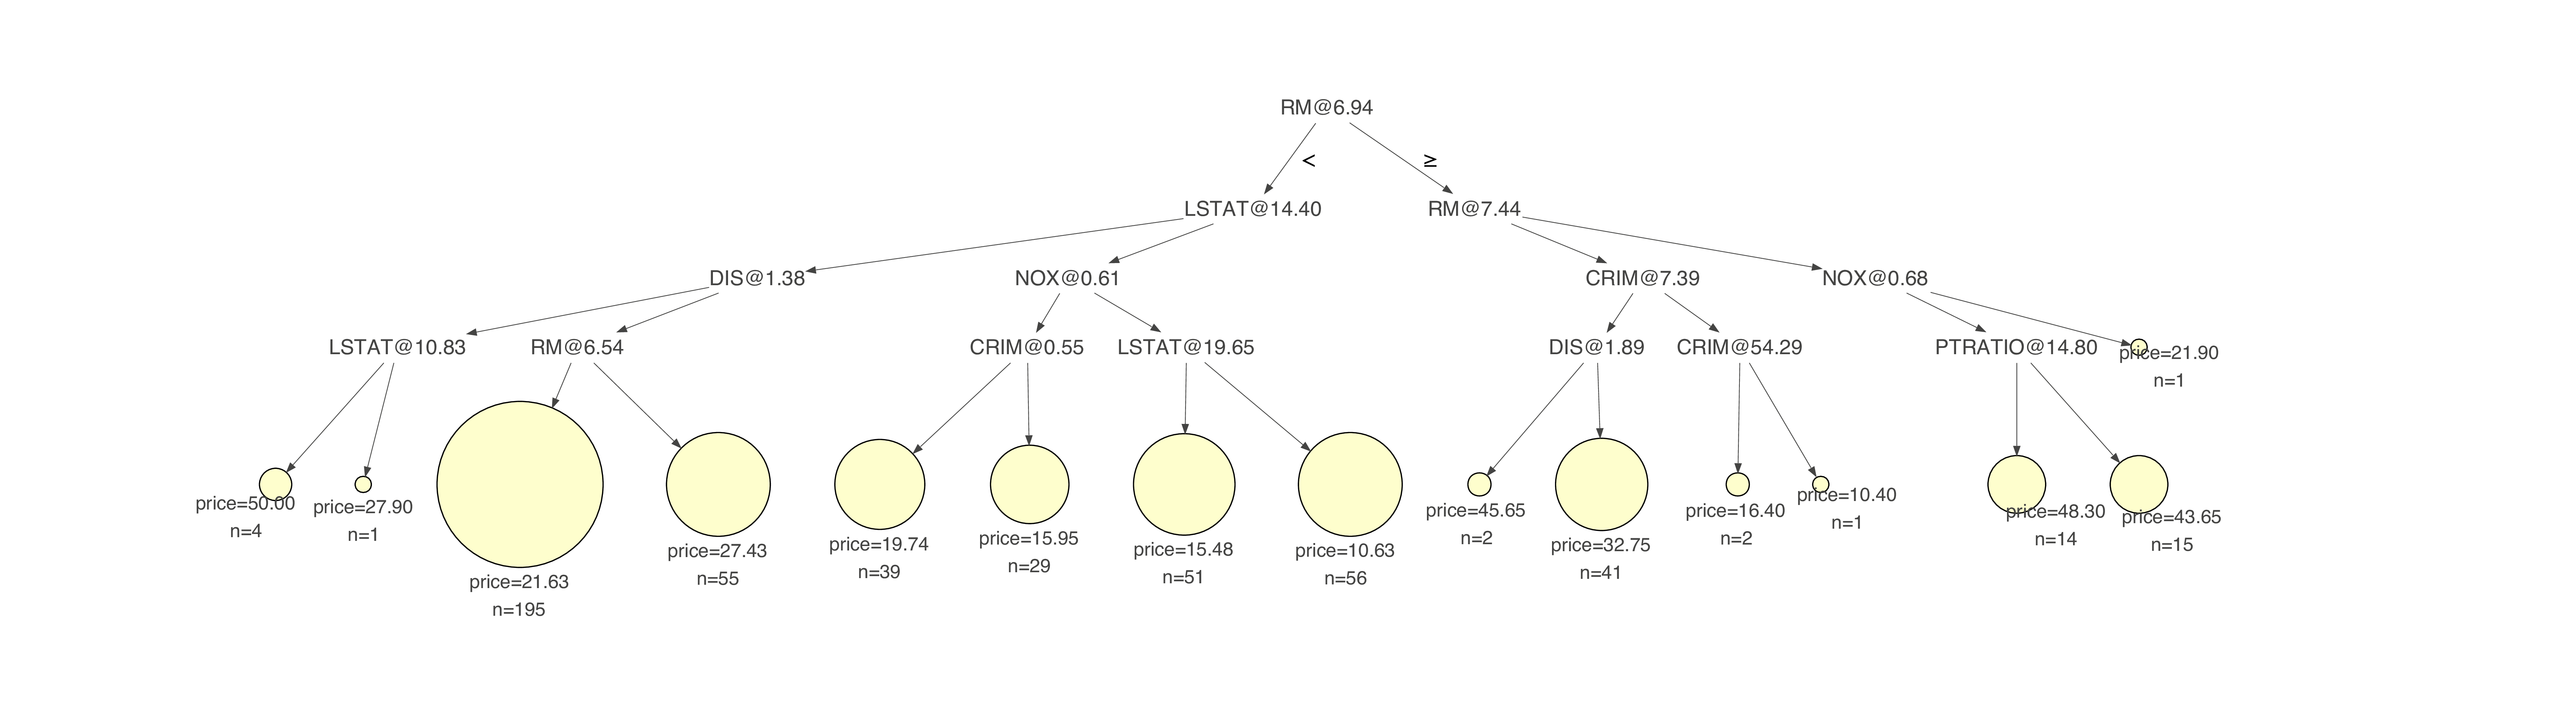 RM@6.94
<
≥
LSTAT@14.40
RM@7.44
DIS@1.38
NOX@0.61
CRIM@7.39
NOX@0.68
LSTAT@10.83
RM@6.54
CRIM@0.55
LSTAT@19.65
DIS@1.89
CRIM@54.29
PTRATIO@14.80
price=21.90
n=1
price=50.00
n=4
price=27.90
n=1
price=21.63
n=195
price=27.43
n=55
price=19.74
n=39
price=15.95
n=29
price=15.48
n=51
price=10.63
n=56
price=45.65
n=2
price=32.75
n=41
price=16.40
n=2
price=10.40
n=1
price=48.30
n=14
price=43.65
n=15